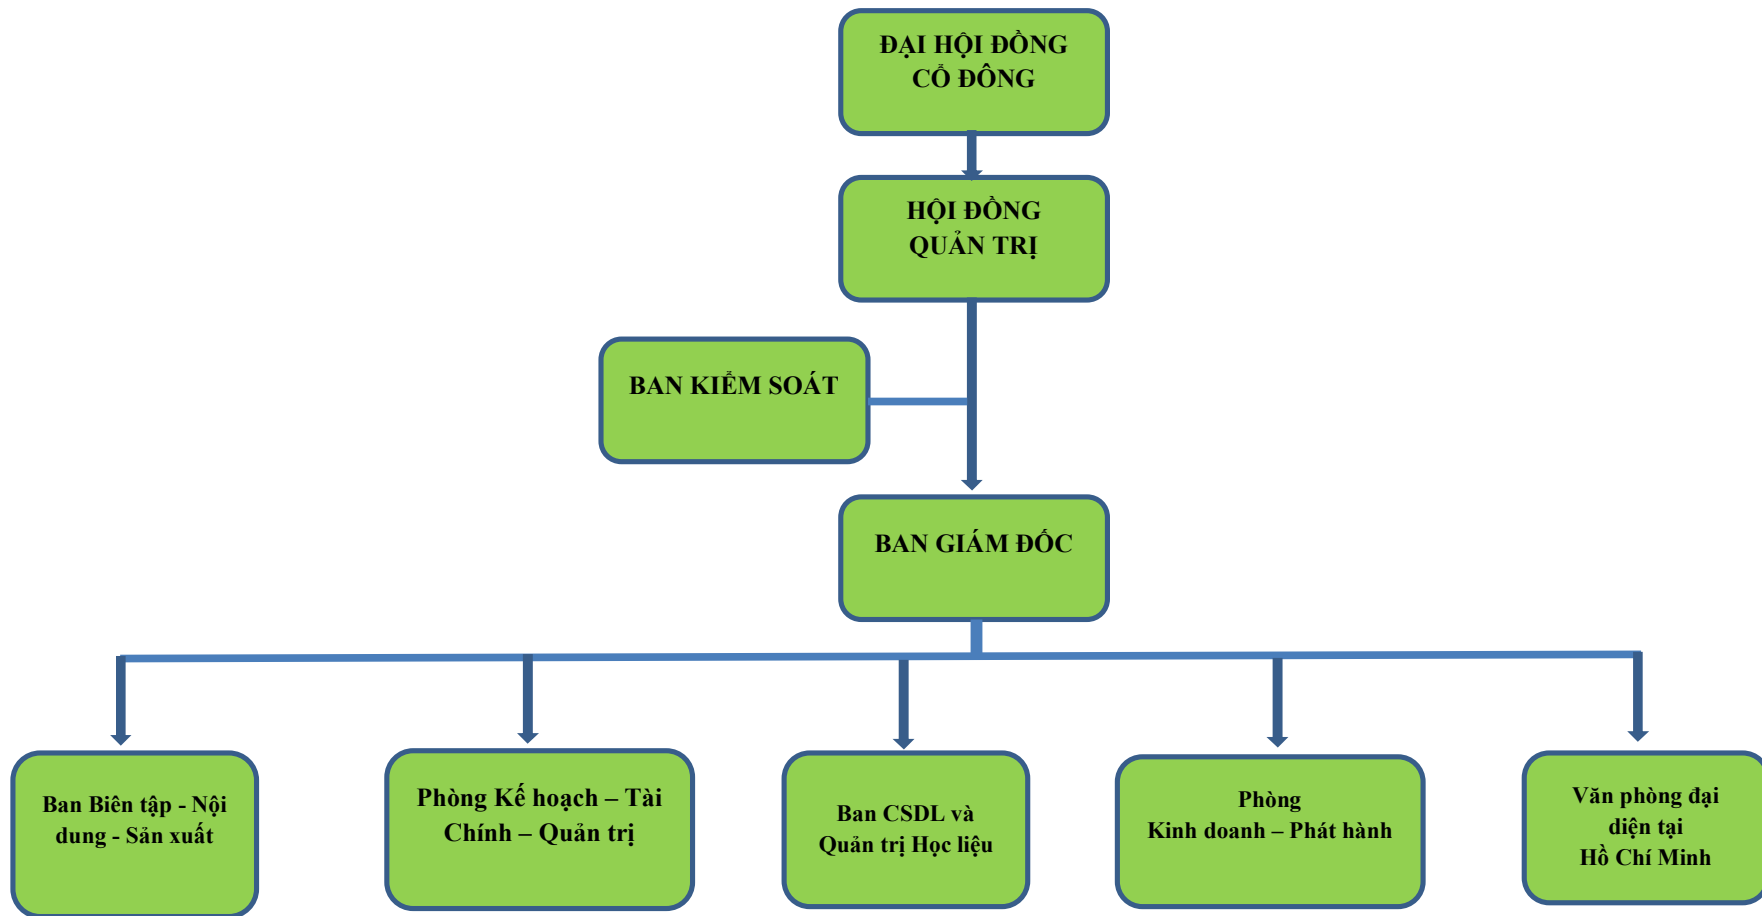 ĐẠI HỘI ĐỒNG
CỔ ĐÔNG
HỘI ĐỒNG
QUẢN TRỊ
BAN KIỂM SOÁT
BAN GIÁM ĐỐC
Ban Biên tập - Nội
dung - Sản xuất
Phòng Kế hoạch – Tài
Chính – Quản trị
Ban CSDL và
Quản trị Học liệu
Phòng
Kinh doanh – Phát hành
Văn phòng đại
diện tại
Hồ Chí Minh